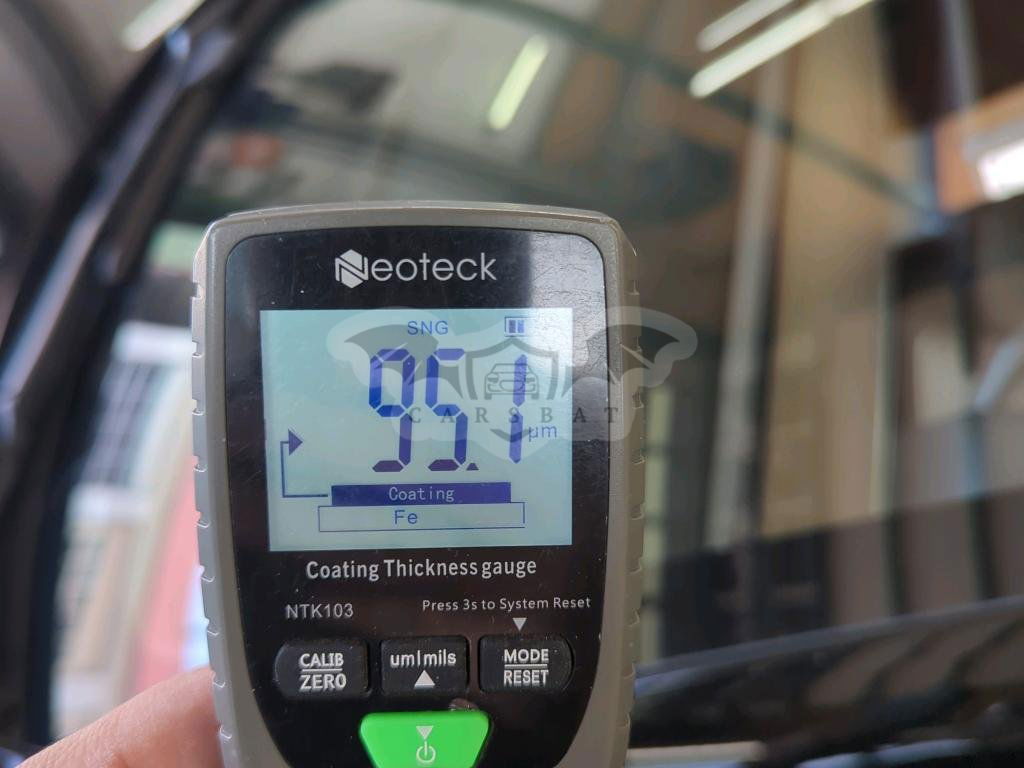 Neoteck
SNG
95.1 µm
CARSBAT
Coating
Fe
Coating Thickness gauge
NTK103
Press 3s to System Reset
CALIB
ZERO
um|mils
MODE
RESET